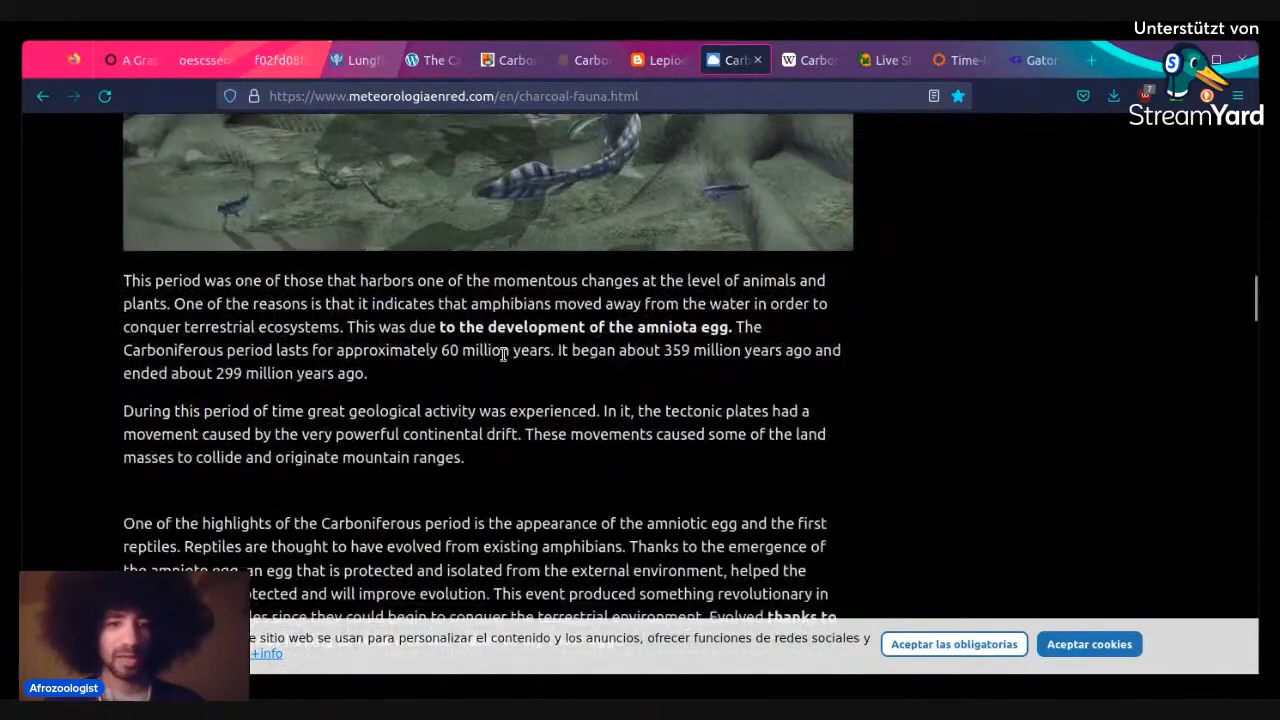 Unterstützt von
StreamYard
A Gra
oescsse
f02fd08
Lungf
The C
Carbo
Carbo
Lepio
Carb
Carbo
Live S
Time-
Gator
https://www.meteorologiaenred.com/en/charcoal-fauna.html
This period was one of those that harbors one of the momentous changes at the level of animals and
plants. One of the reasons is that it indicates that amphibians moved away from the water in order to
conquer terrestrial ecosystems. This was due to the development of the amniota egg. The
Carboniferous period lasts for approximately 60 million years. It began about 359 million years ago and
ended about 299 million years ago.
During this period of time great geological activity was experienced. In it, the tectonic plates had a
movement caused by the very powerful continental drift. These movements caused some of the land
masses to collide and originate mountain ranges.
One of the highlights of the Carboniferous period is the appearance of the amniotic egg and the first
reptiles. Reptiles are thought to have evolved from existing amphibians. Thanks to the emergence of
the amniote egg, an egg that is protected and isolated from the external environment, helped the
otected and will improve evolution. This event produced something revolutionary in
les since they could begin to conquer the terrestrial environment. Evolved thanks to
e sitio web se usan para personalizar el contenido y los anuncios, ofrecer funciones de redes sociales y
+info
Aceptar las obligatorias
Aceptar cookies
Afrozoologist